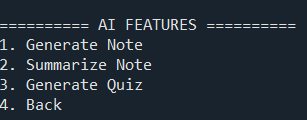 ========== AI FEATURES ==========
1. Generate Note
2. Summarize Note
3. Generate Quiz
4. Back